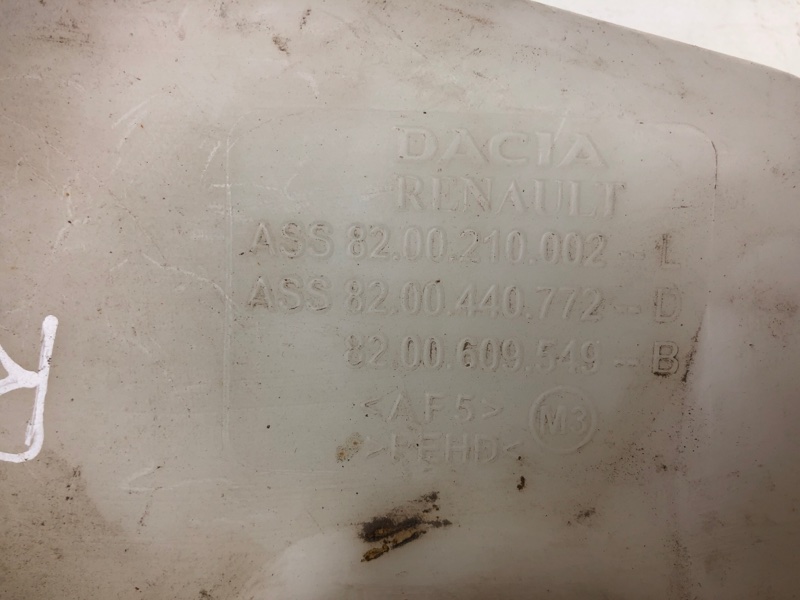 DACIA
RENAULT
ASS 82.00.210.002 -- L
ASS 82.00.440.772 -- D
82.00.609.549 -- B
<AF5> M3
>PEHD<